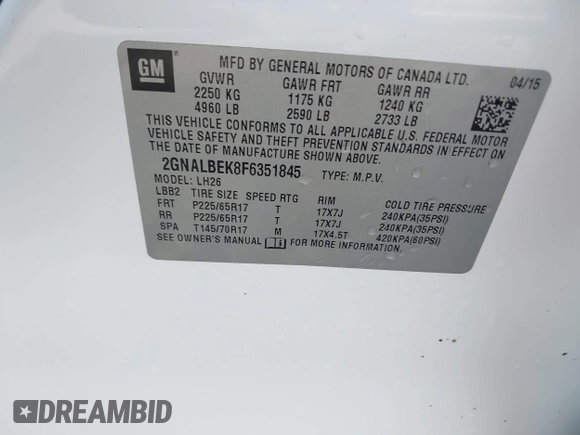 GM
MFD BY GENERAL MOTORS OF CANADA LTD. 04/15
GVWR GAWR FRT GAWR RR
2250 KG 1175 KG 1240 KG
4960 LB 2590 LB 2733 LB
THIS VEHICLE CONFORMS TO ALL APPLICABLE U.S. FEDERAL MOTOR
VEHICLE SAFETY AND THEFT PREVENTION STANDARDS IN EFFECT ON
THE DATE OF MANUFACTURE SHOWN ABOVE.
2GNALBEK8F6351845 TYPE: M.P.V.
MODEL: LH26
LBB2 TIRE SIZE SPEED RTG RIM COLD TIRE PRESSURE
FRT P225/65R17 T 17X7J 240KPA(35PSI)
RR P225/65R17 T 17X7J 240KPA(35PSI)
SPA T145/70R17 M 17X4.5T 420KPA(60PSI)
SEE OWNER'S MANUAL FOR MORE INFORMATION.
DREAMBID